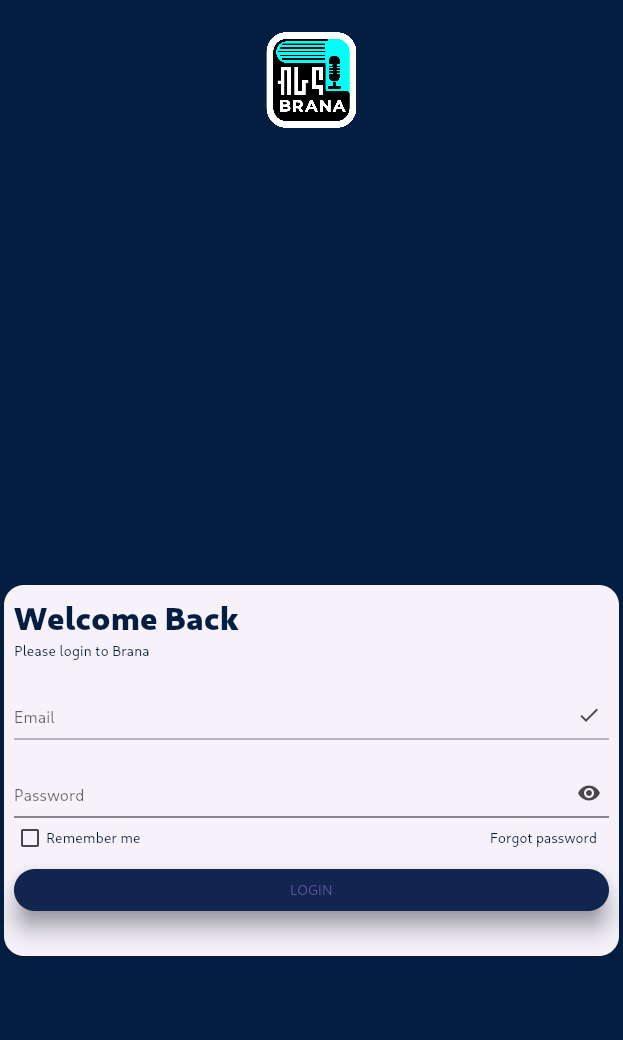 ብራና
BRANA
Welcome Back
Please login to Brana
Email
Password
Remember me
Forgot password
LOGIN